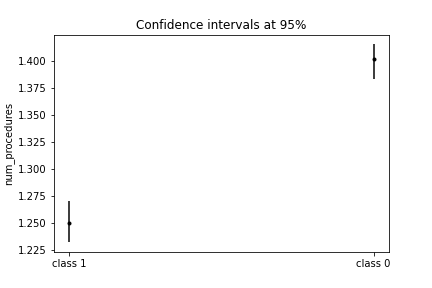 Confidence intervals at 95%
num_procedures
1.400
1.375
1.350
1.325
1.300
1.275
1.250
1.225
class 1
class 0